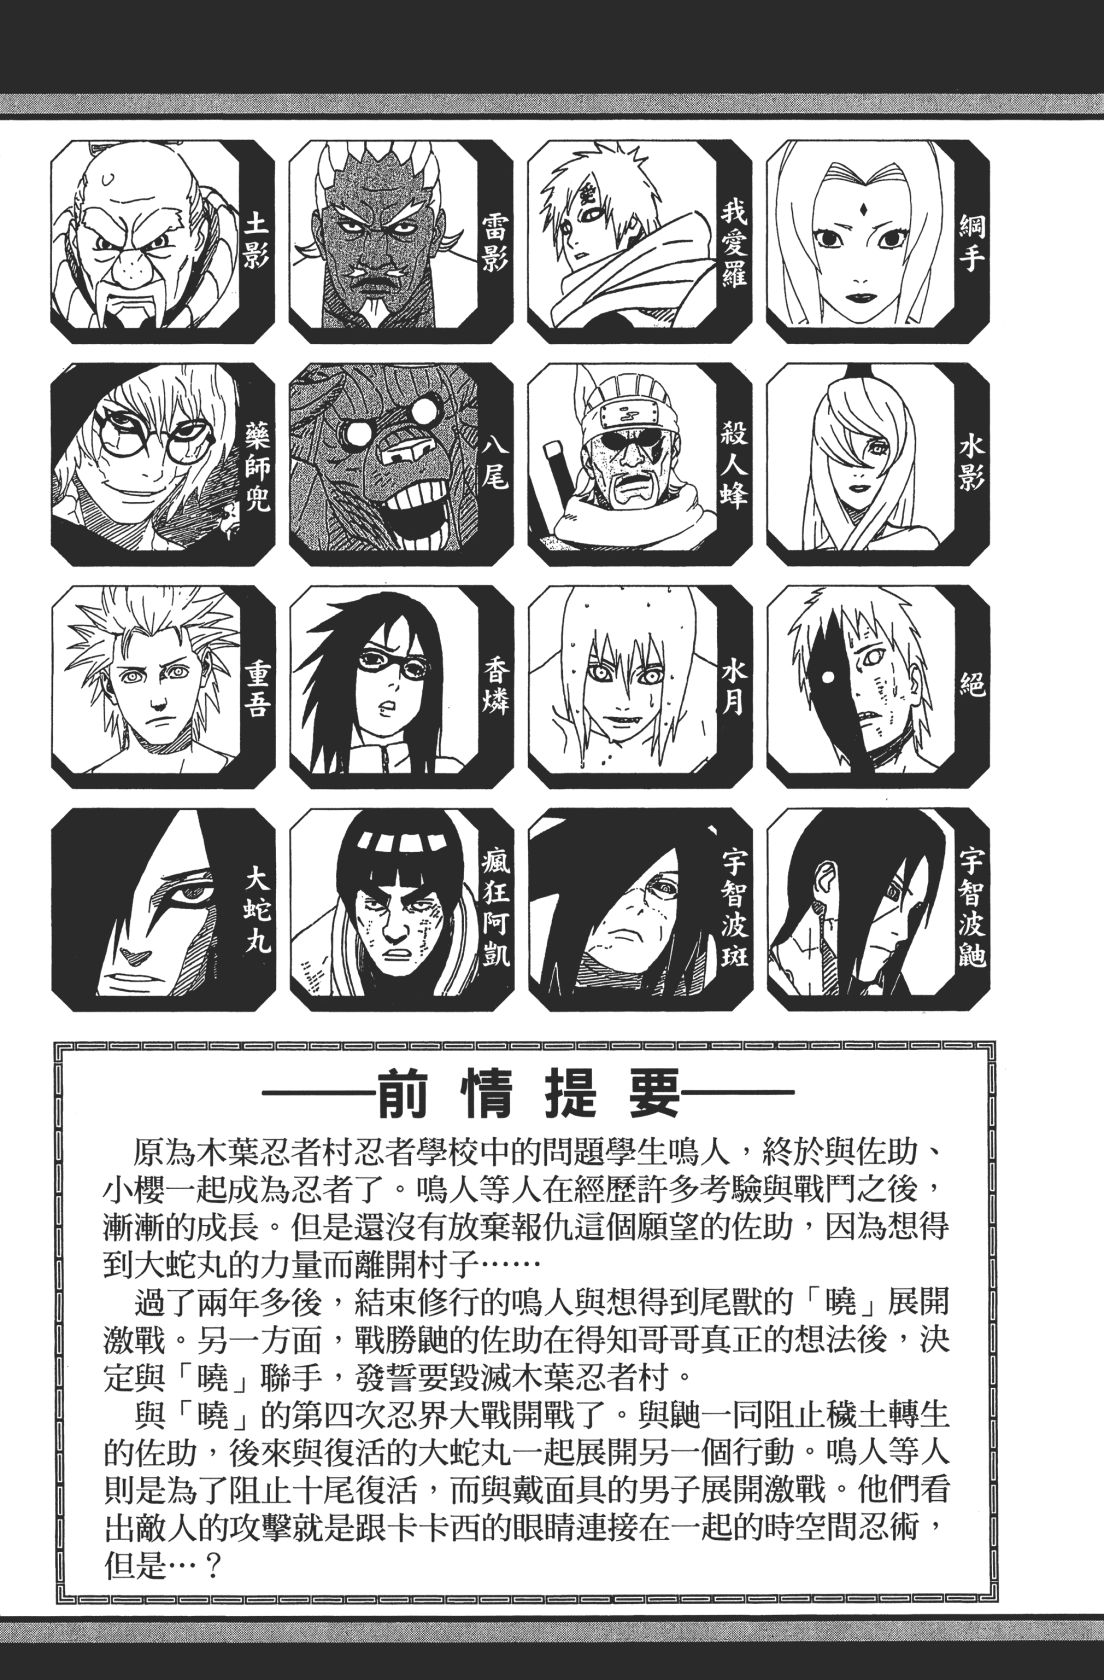 綱手
我愛羅
雷影
土影
水影
殺人蜂
八尾
藥師兜
絕
水月
香燐
重吾
宇智波鼬
宇智波斑
瘋狂阿凱
大蛇丸
前情提要
原為木葉忍者村忍者學校中的問題學生鳴人，終於與佐助、
小櫻一起成為忍者了。鳴人等人在經歷許多考驗與戰鬥之後，
漸漸的成長。但是還沒有放棄報仇這個願望的佐助，因為想得
到大蛇丸的力量而離開村子……
過了兩年多後，結束修行的鳴人與想得到尾獸的「曉」展開
激戰。另一方面，戰勝鼬的佐助在得知哥哥真正的想法後，決
定與「曉」聯手，發誓要毀滅木葉忍者村。
與「曉」的第四次忍界大戰開戰了。與鼬一同阻止穢土轉生
的佐助，後來與復活的大蛇丸一起展開另一個行動。鳴人等人
則是為了阻止十尾復活，而與戴面具的男子展開激戰。他們看
出敵人的攻擊就是跟卡卡西的眼睛連接在一起的時空間忍術，
但是…？